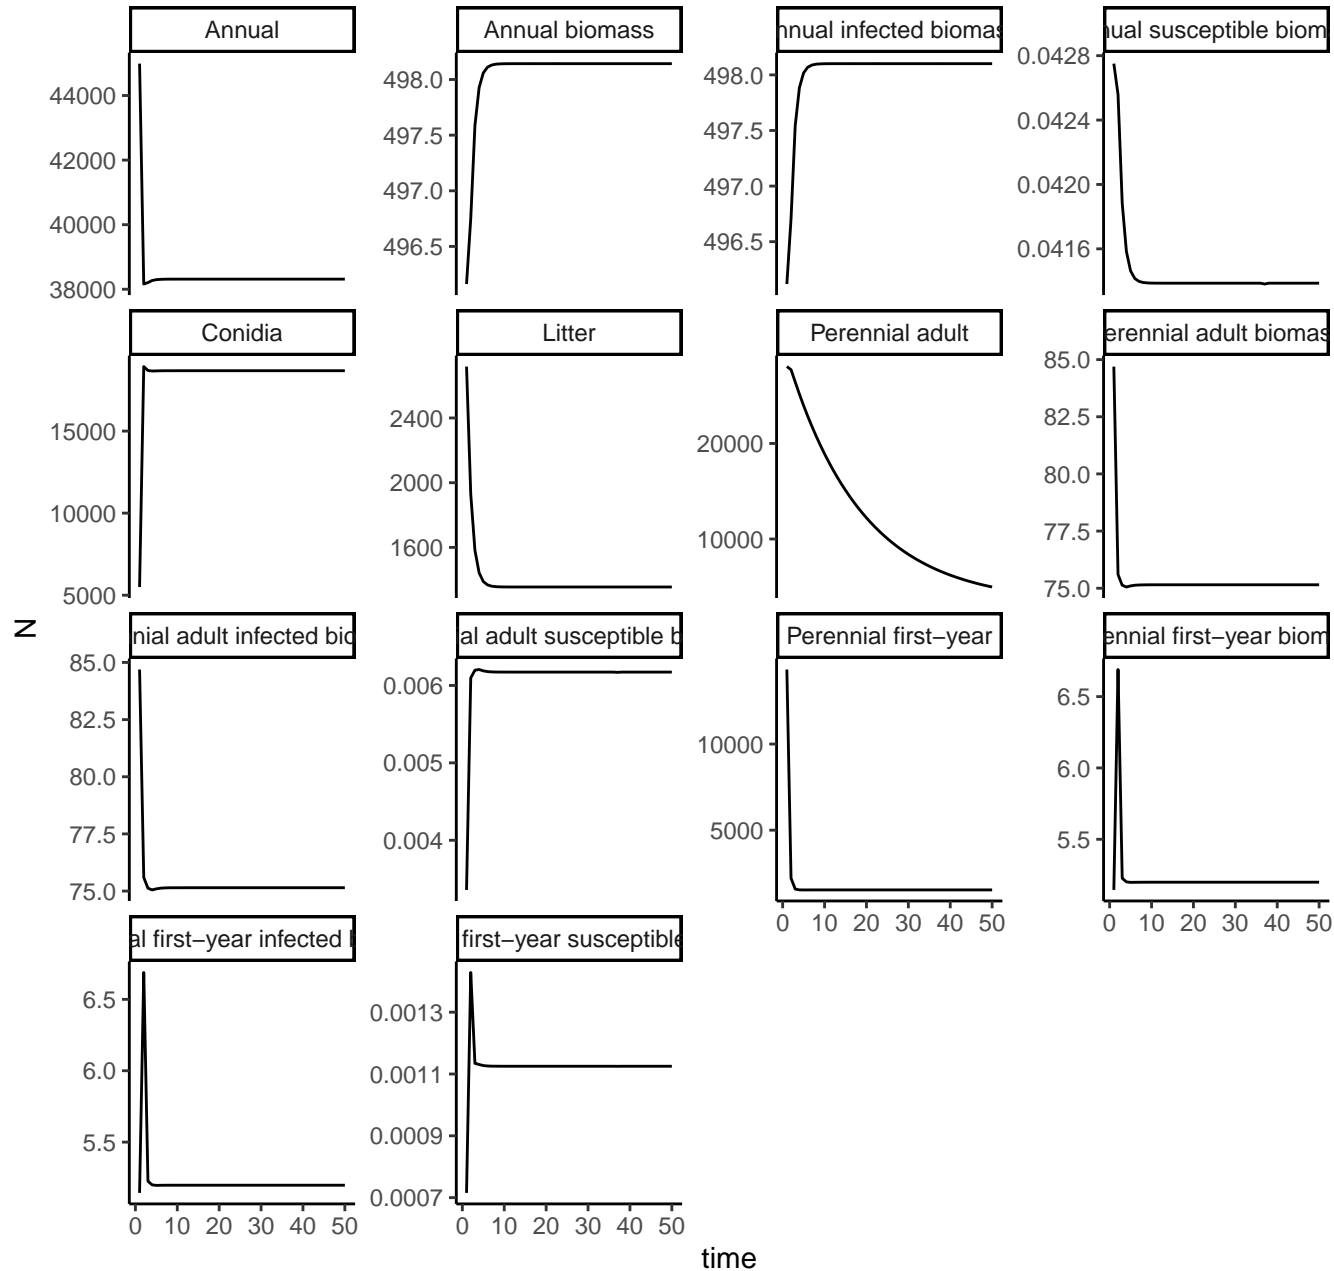 Annual
Annual biomass
nnual infected biomas
nual susceptible biom
44000
42000
40000
38000
498.0
497.5
497.0
496.5
498.0
497.5
497.0
496.5
0.0428
0.0424
0.0420
0.0416
Conidia
Litter
Perennial adult
erennial adult biomas
15000
10000
5000
2400
2000
1600
20000
10000
85.0
82.5
80.0
77.5
75.0
N
nial adult infected bio
al adult susceptible b
Perennial first−year
ennial first−year biom
85.0
82.5
80.0
77.5
75.0
0.006
0.005
0.004
10000
5000
6.5
6.0
5.5
0 10 20 30 40 50
0 10 20 30 40 50
al first−year infected b
first−year susceptible
6.5
6.0
5.5
0.0013
0.0011
0.0009
0.0007
0 10 20 30 40 50
0 10 20 30 40 50
time